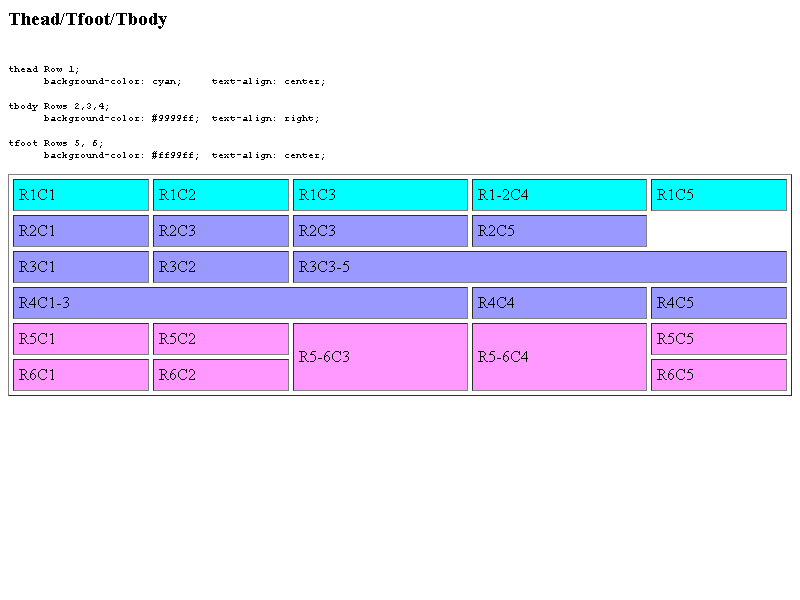 Thead/Tfoot/Tbody
thead Row 1;
background-color: cyan; text-align: center;
tbody Rows 2,3,4;
background-color: #9999ff; text-align: right;
tfoot Rows 5, 6;
background-color: #ff99ff; text-align: center;
R1C1 R1C2 R1C3 R1-2C4 R1C5
R2C1 R2C3 R2C3 R2C5
R3C1 R3C2 R3C3-5
R4C1-3 R4C4 R4C5
R5C1 R5C2 R5-6C3 R5-6C4 R5C5
R6C1 R6C2 R6C5